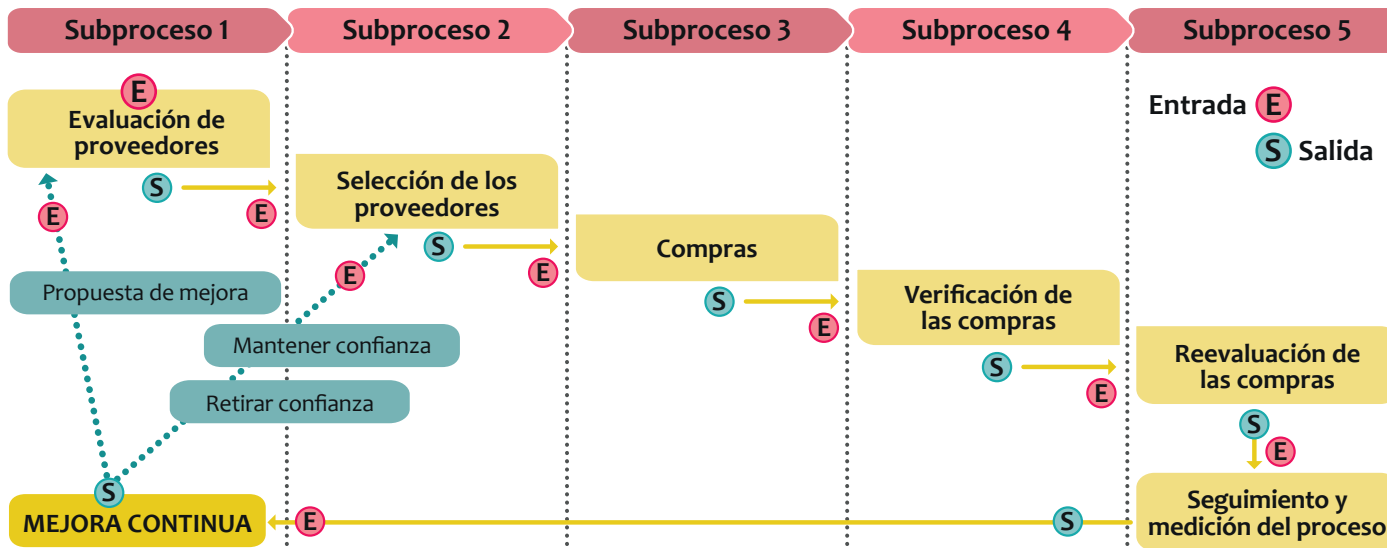 Subproceso 1
Subproceso 2
Subproceso 3
Subproceso 4
Subproceso 5
E
Evaluación de
proveedores
Entrada E
S Salida
S
E
E
Selección de los
proveedores
S
E
E
Compras
Propuesta de mejora
S
E
Verificación de
las compras
Mantener confianza
Retirar confianza
S
E
Reevaluación de
las compras
S
E
S
MEJORA CONTINUA
E
S
Seguimiento y
medición del proceso